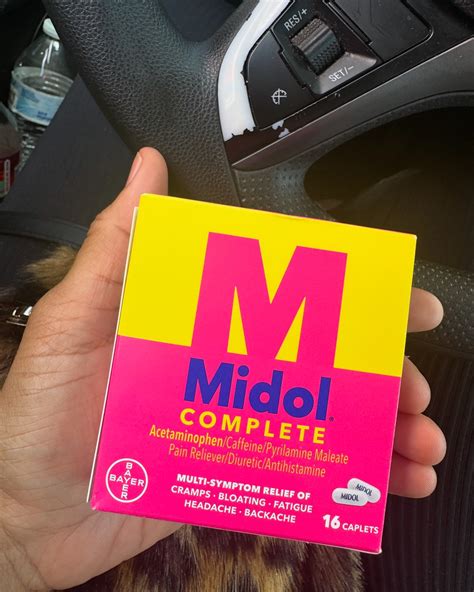 RES/+
SET/−
M
Midol®
COMPLETE
Acetaminophen/Caffeine/Pyrilamine Maleate
Pain Reliever/Diuretic/Antihistamine
BAYER
BAYER
MULTI-SYMPTOM RELIEF OF
CRAMPS · BLOATING · FATIGUE
HEADACHE · BACKACHE
MIDOL
MIDOL
16 CAPLETS